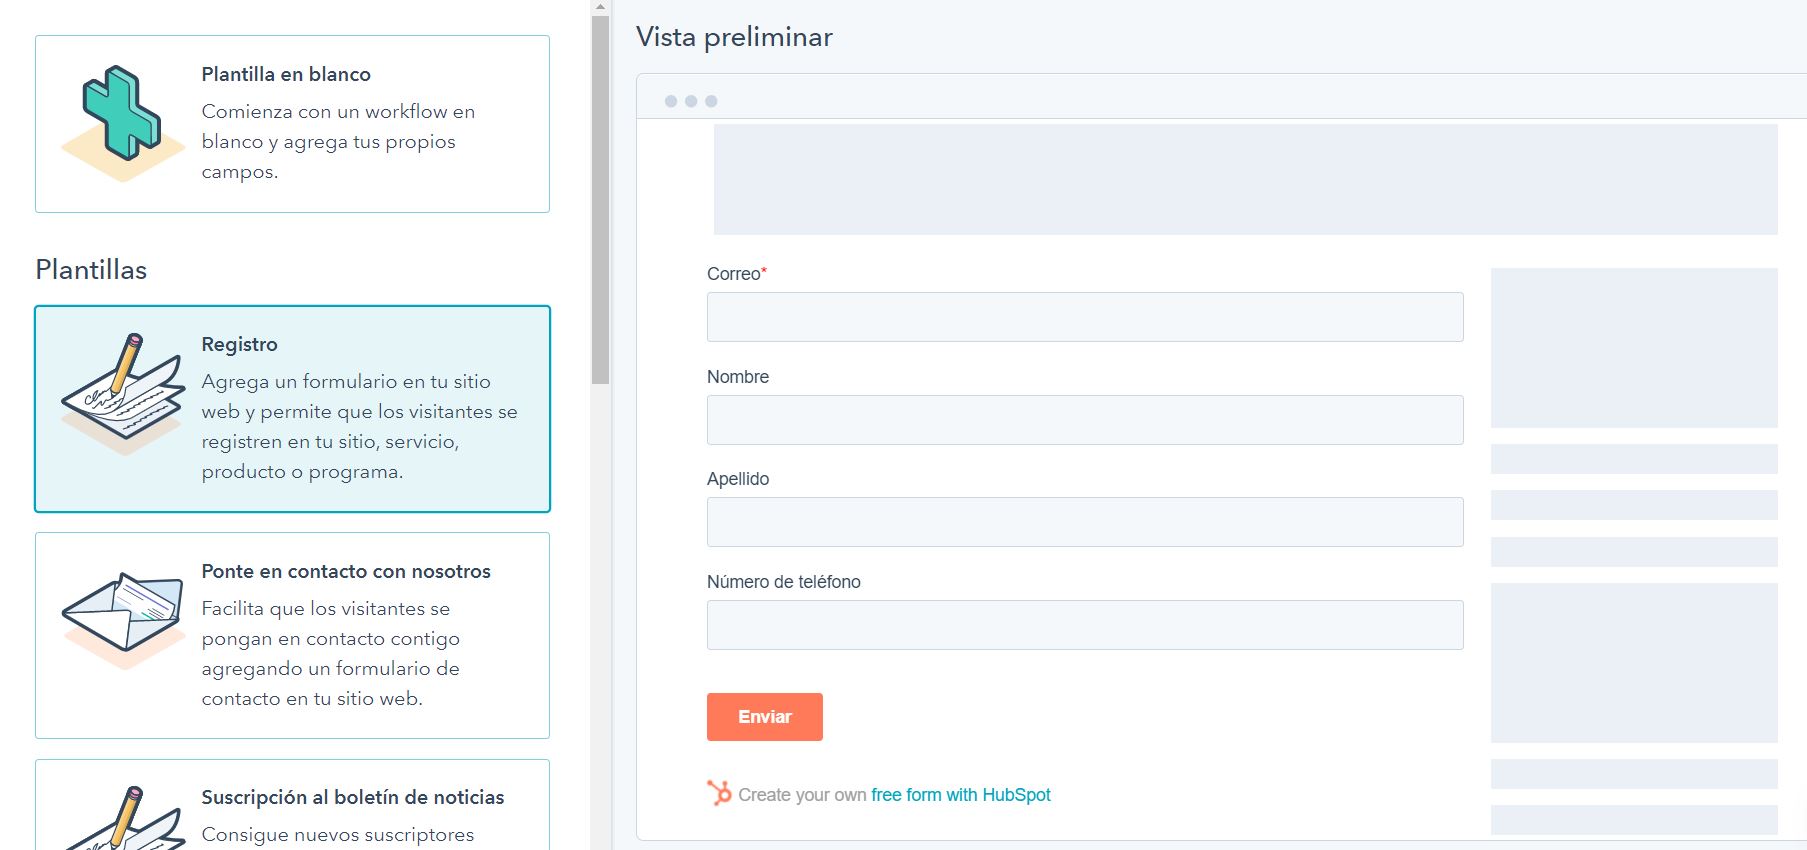 Plantilla en blanco
Comienza con un workflow en
blanco y agrega tus propios
campos.
Plantillas
Registro
Agrega un formulario en tu sitio
web y permite que los visitantes se
registren en tu sitio, servicio,
producto o programa.
Ponte en contacto con nosotros
Facilita que los visitantes se
pongan en contacto contigo
agregando un formulario de
contacto en tu sitio web.
Suscripción al boletín de noticias
Consigue nuevos suscriptores
Vista preliminar
Correo*
Nombre
Apellido
Número de teléfono
Enviar
Create your own free form with HubSpot